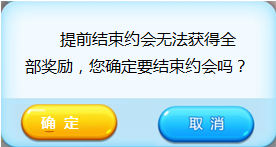 提前结束约会无法获得全
部奖励，您确定要结束约会吗？
确 定
取 消